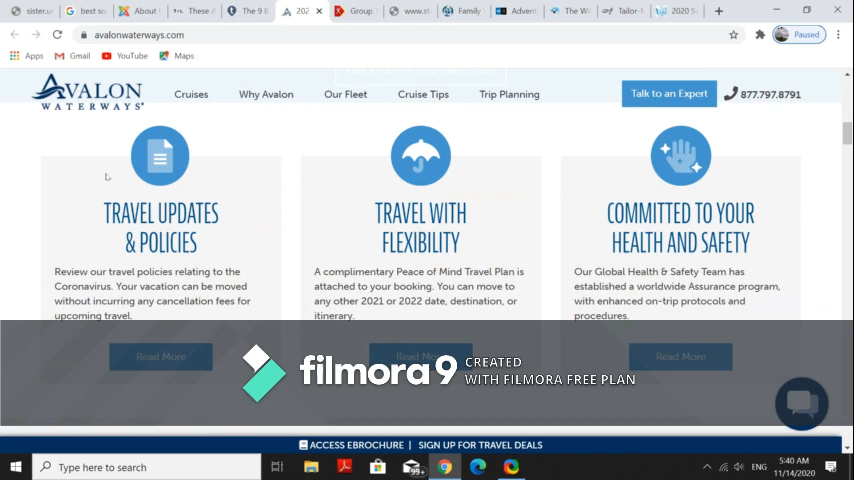 sister.u
best so
About
T+L These A
The 9 B
202
Group
www.st
Family
Advent
The Wi
Tailor-M
2020 S
avalonwaterways.com
Paused
Apps Gmail YouTube Maps
AVALON WATERWAYS
Cruises Why Avalon Our Fleet Cruise Tips Trip Planning
Talk to an Expert 877.797.8791
TRAVEL UPDATES
& POLICIES
Review our travel policies relating to the
Coronavirus. Your vacation can be moved
without incurring any cancellation fees for
upcoming travel.
Read More
TRAVEL WITH
FLEXIBILITY
A complimentary Peace of Mind Travel Plan is
attached to your booking. You can move to
any other 2021 or 2022 date, destination, or
itinerary.
Read More
COMMITTED TO YOUR
HEALTH AND SAFETY
Our Global Health & Safety Team has
established a worldwide Assurance program,
with enhanced on-trip protocols and
procedures.
Read More
filmora9
CREATED
WITH FILMORA FREE PLAN
ACCESS EBROCHURE | SIGN UP FOR TRAVEL DEALS
Type here to search
99+
ENG
5:40 AM
11/14/2020